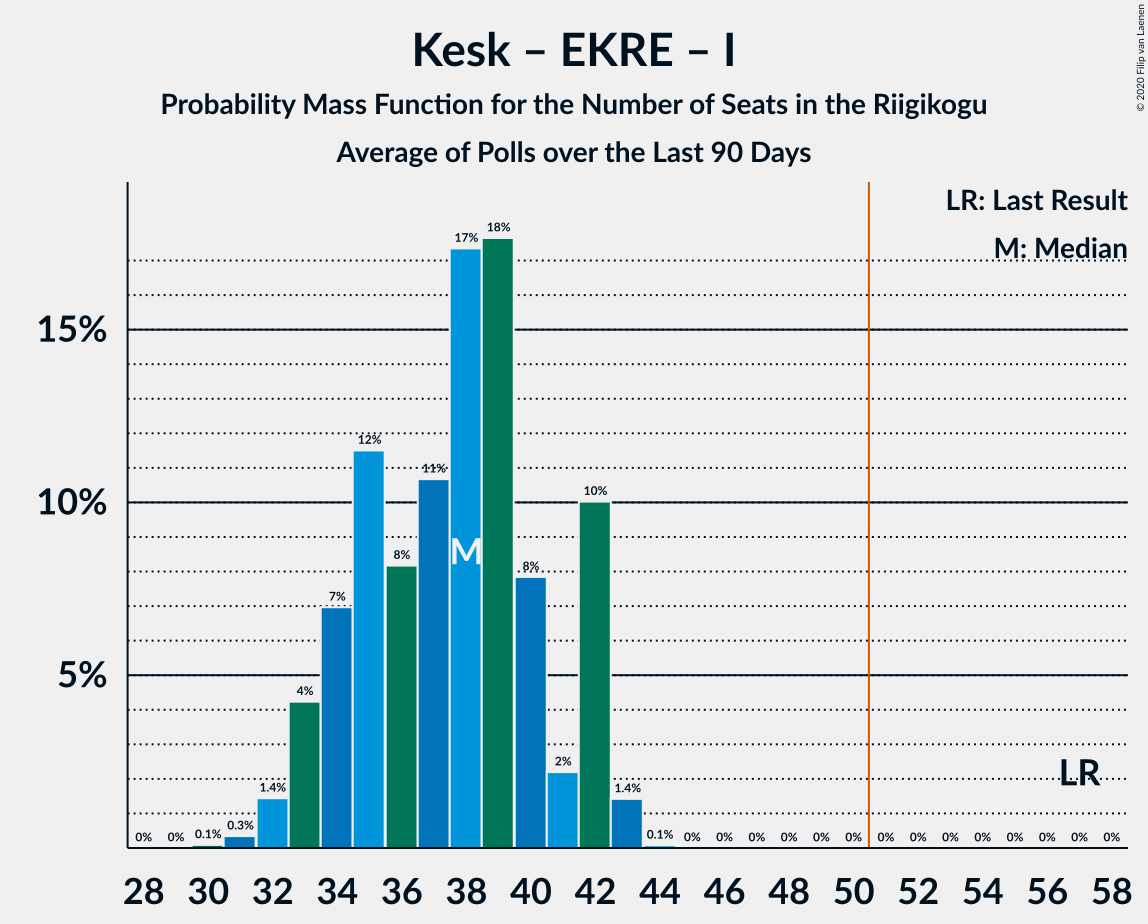 Kesk – EKRE – I
Probability Mass Function for the Number of Seats in the Riigikogu
Average of Polls over the Last 90 Days
© 2020 Filip van Laenen
LR: Last Result
M: Median
15%
10%
5%
0% 0% 0.1% 0.3% 1.4% 4% 7% 12% 8% 11% 17% 18% 8% 2% 10% 1.4% 0.1% 0% 0% 0% 0% 0% 0% 0% 0% 0% 0% 0% 0% 0% 0%
M
LR
28 30 32 34 36 38 40 42 44 46 48 50 52 54 56 58